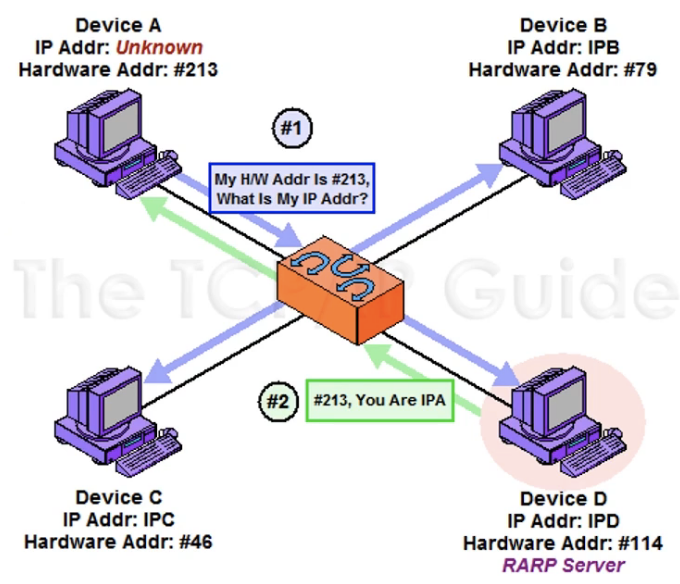 Device A
IP Addr: Unknown
Hardware Addr: #213
Device B
IP Addr: IPB
Hardware Addr: #79
#1
My H/W Addr Is #213,
What Is My IP Addr?
The TCP/IP Guide
#2
#213, You Are IPA
Device C
IP Addr: IPC
Hardware Addr: #46
Device D
IP Addr: IPD
Hardware Addr: #114
RARP Server